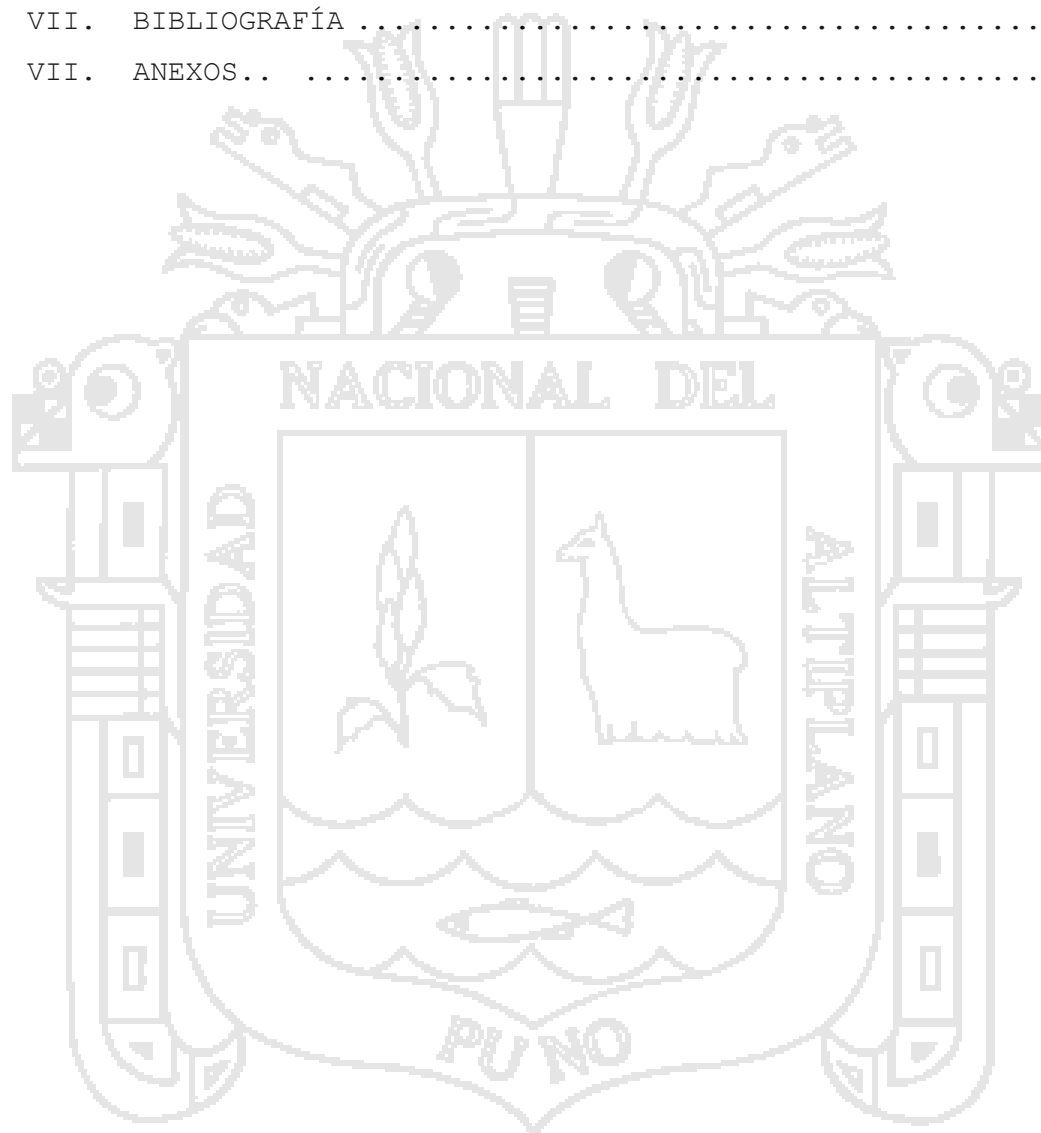 VII. BIBLIOGRAFÍA ........................................
VII. ANEXOS.. ...........................................
UNIVERSIDAD
NACIONAL DEL
ALTIPLANO
PUNO